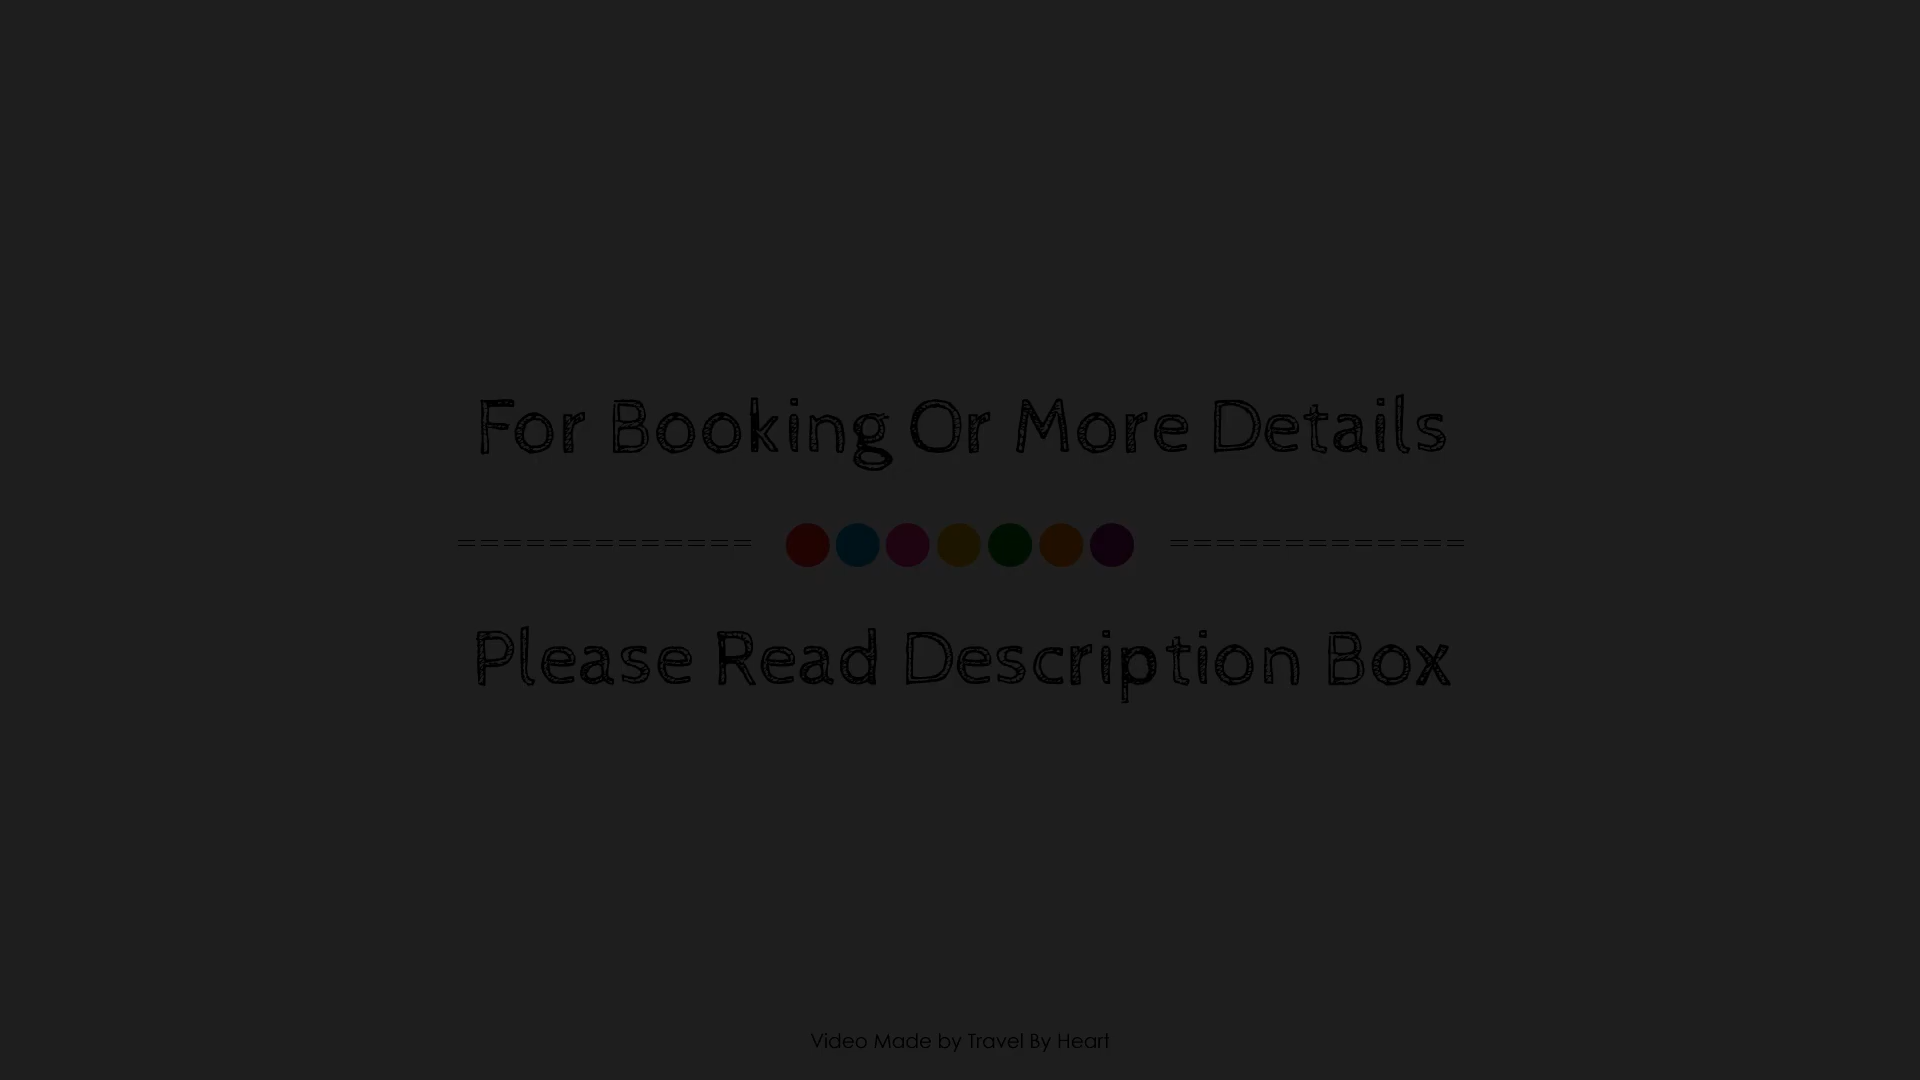 For Booking Or More Details
============= =============
Please Read Description Box
Video Made by Travel By Heart